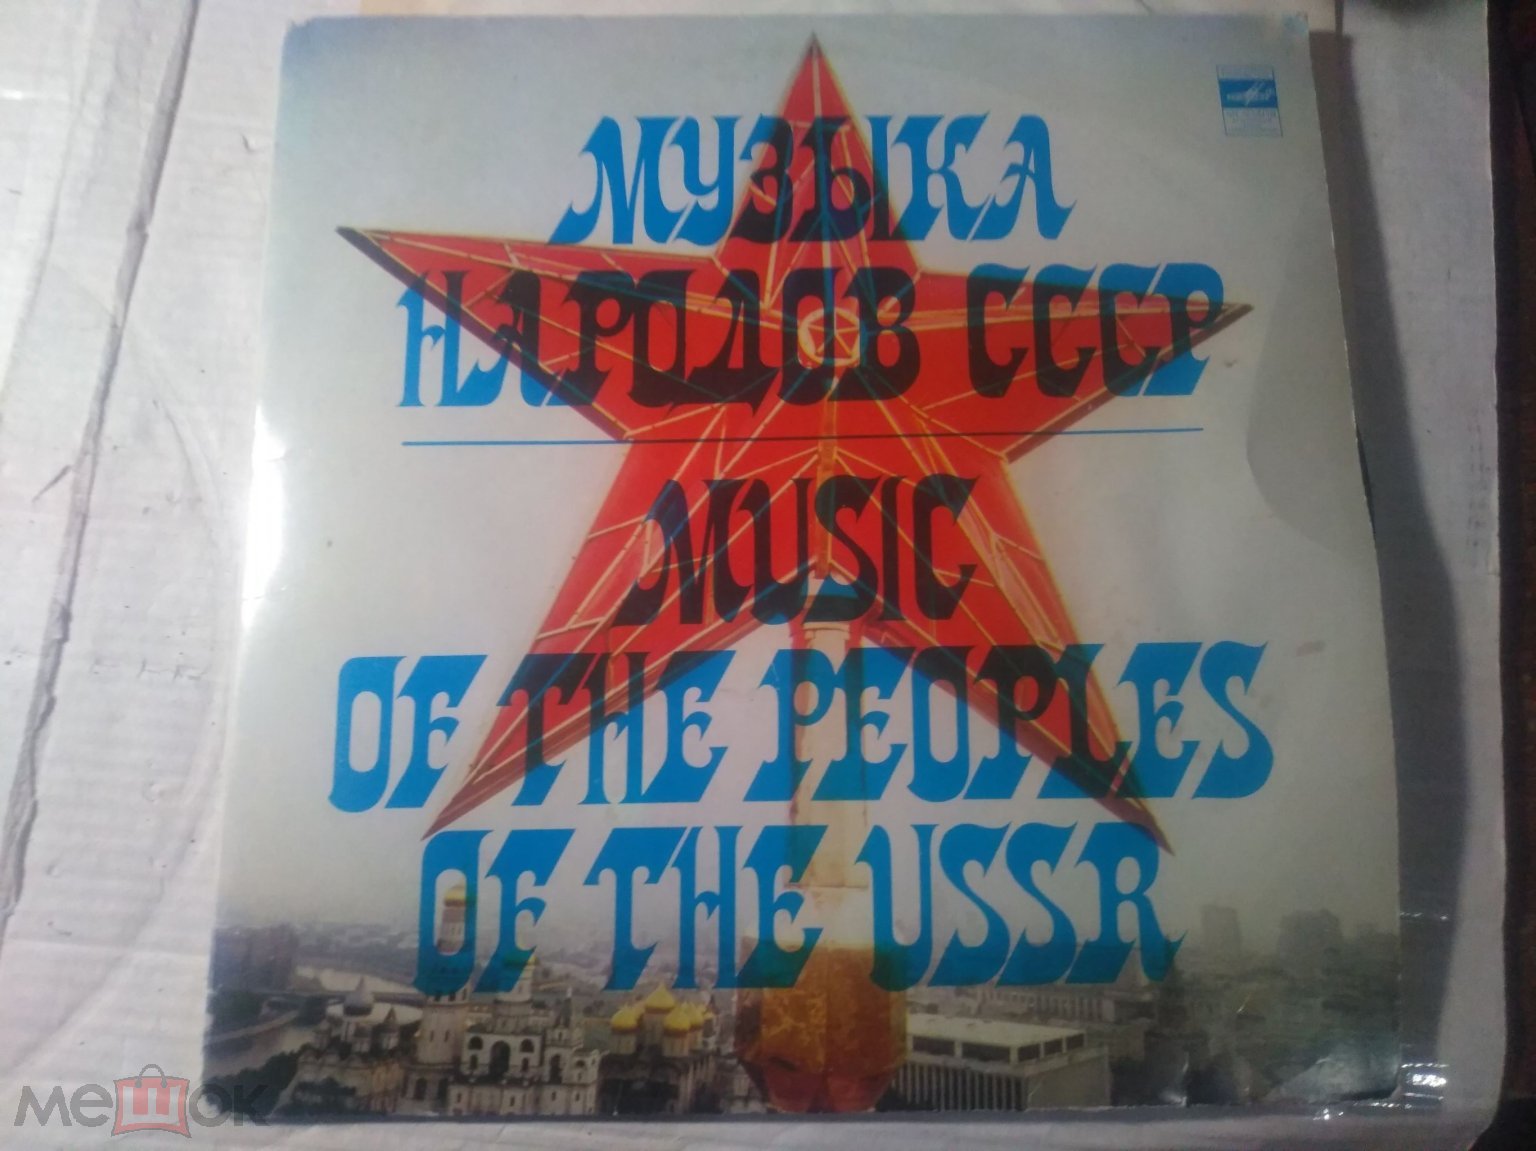 МУЗЫКА
НАРОДОВ СССР
MUSIC
OF THE PEOPLES
OF THE USSR
мешок